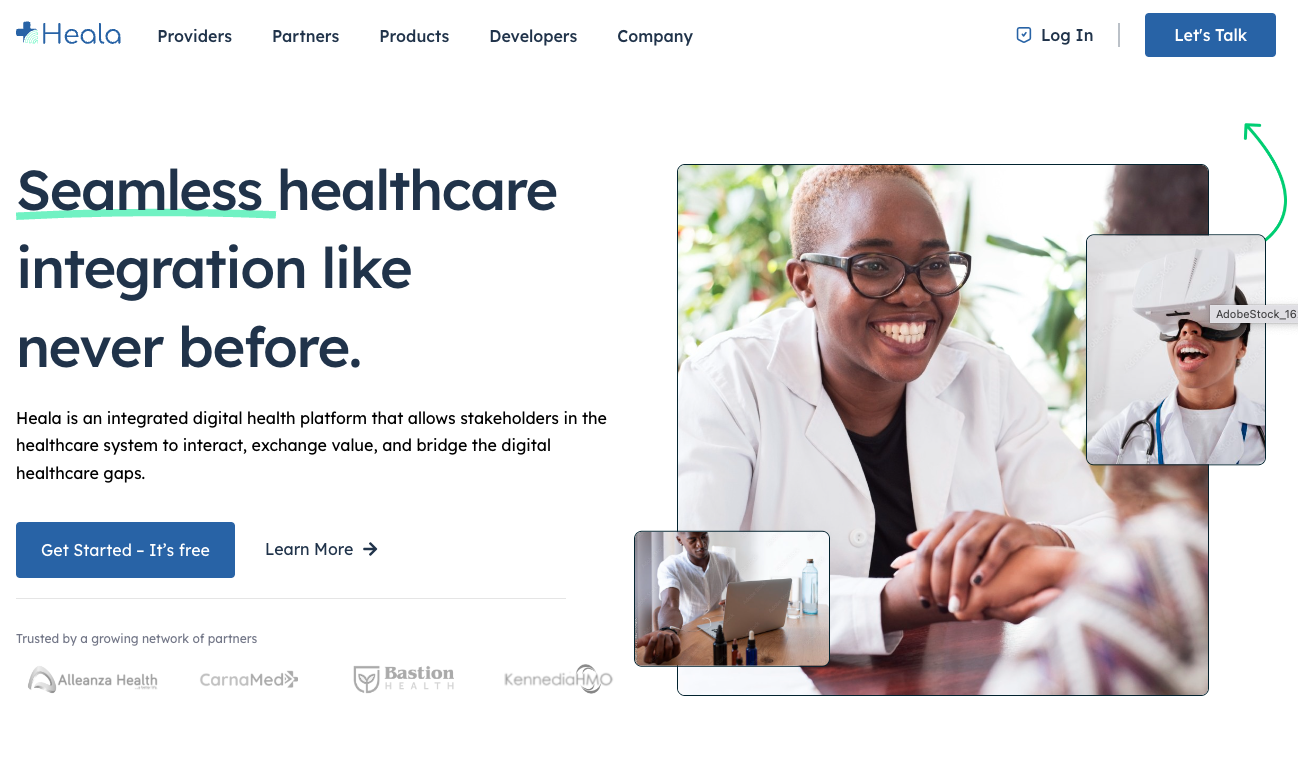 Heala
Providers
Partners
Products
Developers
Company
Log In
Let's Talk
Seamless healthcare
integration like
never before.
Heala is an integrated digital health platform that allows stakeholders in the
healthcare system to interact, exchange value, and bridge the digital
healthcare gaps.
Get Started – It’s free
Learn More
Trusted by a growing network of partners
Alleanza Health
CarnaMed
Bastion
HEALTH
KennediaHMO
AdobeStock_16